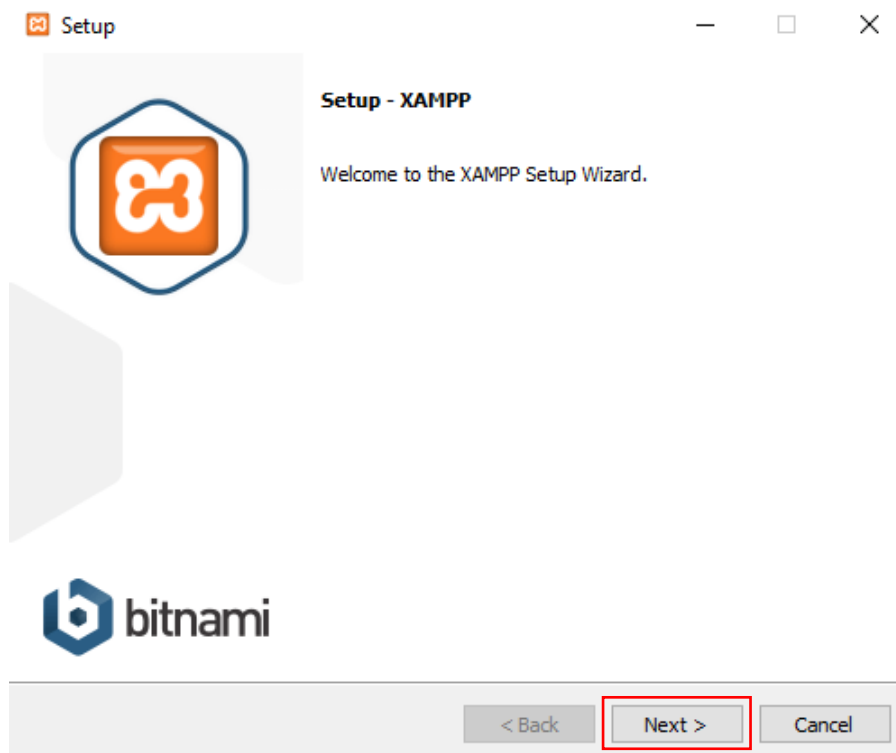 Setup
Setup - XAMPP
Welcome to the XAMPP Setup Wizard.
bitnami
< Back
Next >
Cancel